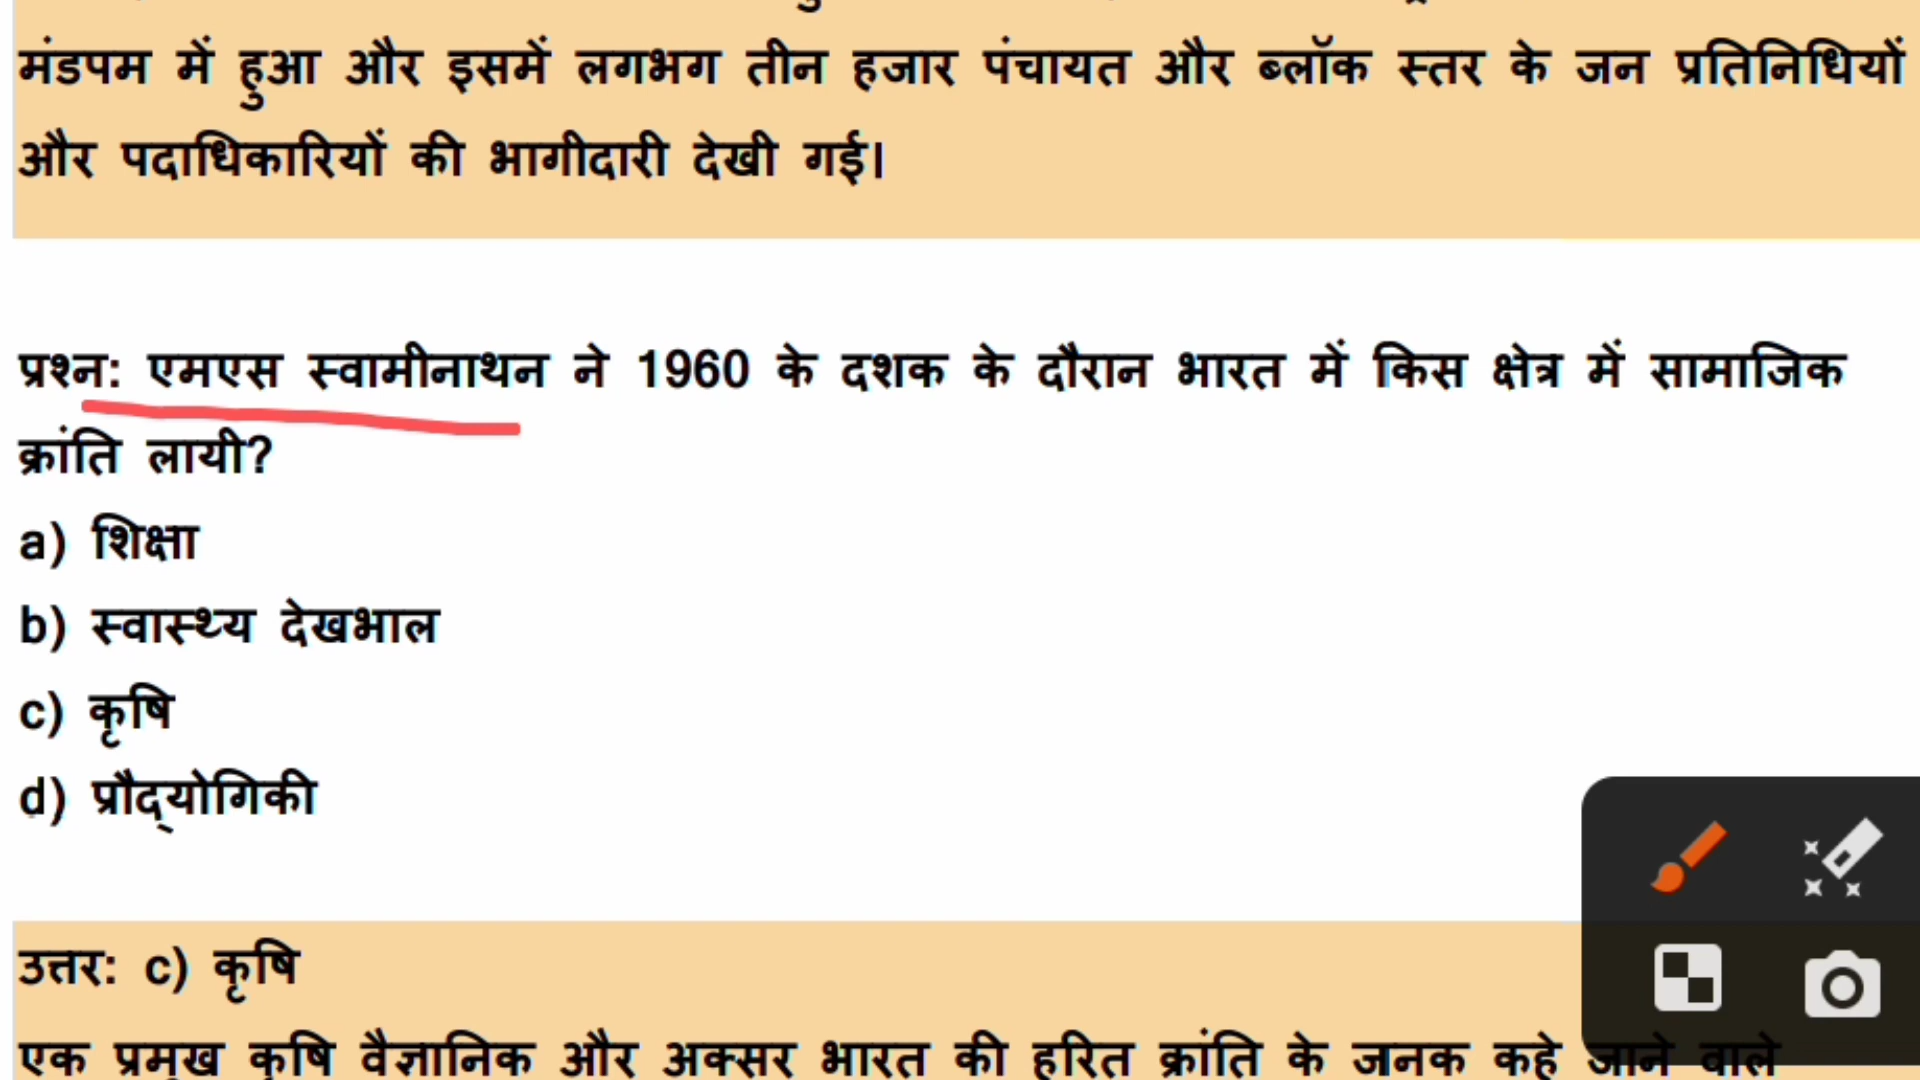 मंडपम में हुआ और इसमें लगभग तीन हजार पंचायत और ब्लॉक स्तर के जन प्रतिनिधियों
और पदाधिकारियों की भागीदारी देखी गई।
प्रश्न: एमएस स्वामीनाथन ने 1960 के दशक के दौरान भारत में किस क्षेत्र में सामाजिक
क्रांति लायी?
a) शिक्षा
b) स्वास्थ्य देखभाल
c) कृषि
d) प्रौद्योगिकी
उत्तर: c) कृषि
एक प्रमुख कृषि वैज्ञानिक और अक्सर भारत की हरित क्रांति के जनक कहे जाने वाले